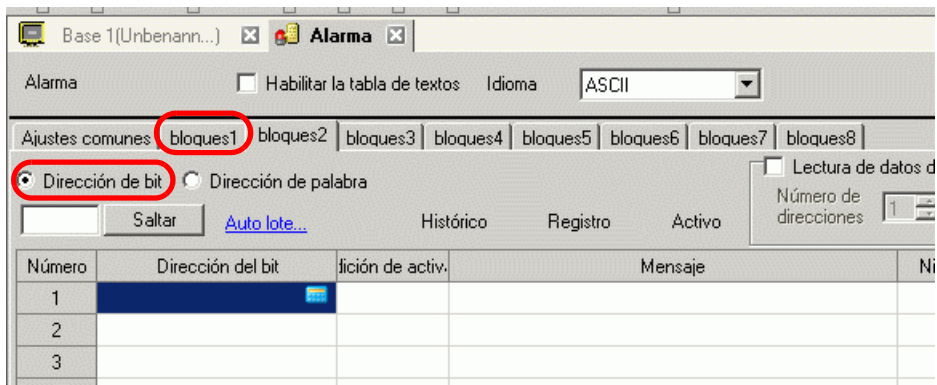 Base 1(Unbenann...) Alarma
Alarma Habilitar la tabla de textos Idioma ASCII
Ajustes comunes bloques1 bloques2 bloques3 bloques4 bloques5 bloques6 bloques7 bloques8
Dirección de bit Dirección de palabra Lectura de datos d
Número de direcciones 1
Saltar Auto lote... Histórico Registro Activo
Número Dirección del bit dición de activ. Mensaje Ni
1
2
3